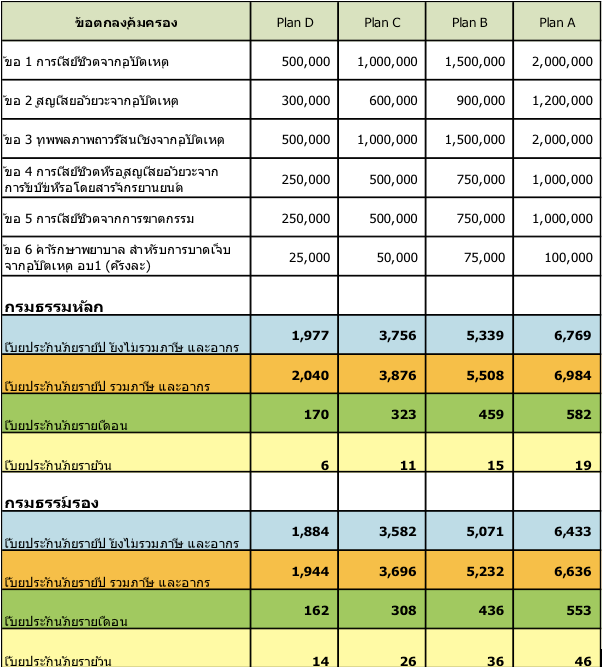 ข้อตกลงคุ้มครอง Plan D Plan C Plan B Plan A
ข้อ 1 การเสียชีวิตจากอุบัติเหตุ 500,000 1,000,000 1,500,000 2,000,000
ข้อ 2 สูญเสียอวัยวะจากอุบัติเหตุ 300,000 600,000 900,000 1,200,000
ข้อ 3 ทุพพลภาพถาวรสิ้นเชิงจากอุบัติเหตุ 500,000 1,000,000 1,500,000 2,000,000
ข้อ 4 การเสียชีวิตหรือสูญเสียอวัยวะจาก
การขับขี่หรือโดยสารจักรยานยนต์ 250,000 500,000 750,000 1,000,000
ข้อ 5 การเสียชีวิตจากการฆาตกรรม 250,000 500,000 750,000 1,000,000
ข้อ 6 ค่ารักษาพยาบาล สำหรับการบาดเจ็บ
จากอุบัติเหตุ อบ1 (ครั้งละ) 25,000 50,000 75,000 100,000
กรมธรรม์หลัก
เบี้ยประกันภัยรายปี ยังไม่รวมภาษี และอากร 1,977 3,756 5,339 6,769
เบี้ยประกันภัยรายปี รวมภาษี และอากร 2,040 3,876 5,508 6,984
เบี้ยประกันภัยรายเดือน 170 323 459 582
เบี้ยประกันภัยรายวัน 6 11 15 19
กรมธรรม์รอง
เบี้ยประกันภัยรายปี ยังไม่รวมภาษี และอากร 1,884 3,582 5,071 6,433
เบี้ยประกันภัยรายปี รวมภาษี และอากร 1,944 3,696 5,232 6,636
เบี้ยประกันภัยรายเดือน 162 308 436 553
เบี้ยประกันภัยรายวัน 14 26 36 46